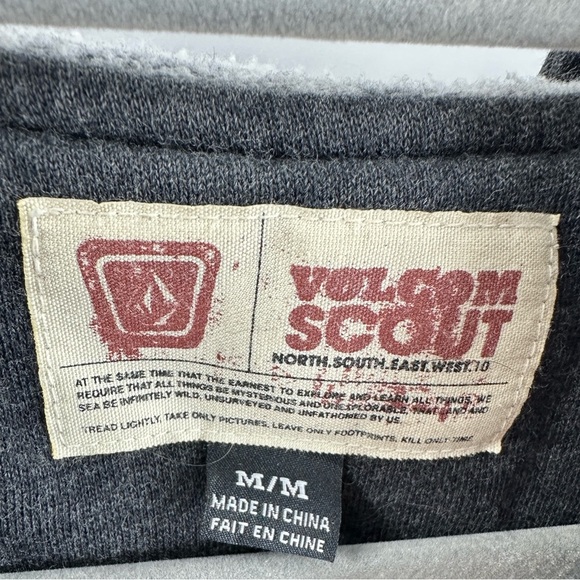 VOLCOM
SCOUT
NORTH.SOUTH.EAST.WEST.10
AT THE SAME TIME THAT THE EARNEST TO EXPLORE AND LEARN ALL THINGS, WE
REQUIRE THAT ALL THINGS BE MYSTERIOUS AND UNEXPLORABLE, THAT LAND AND
SEA BE INFINITELY WILD, UNSURVEYED AND UNFATHOMED BY US.
TREAD LIGHTLY, TAKE ONLY PICTURES, LEAVE ONLY FOOTPRINTS, KILL ONLY TIME
M/M
MADE IN CHINA
FAIT EN CHINE